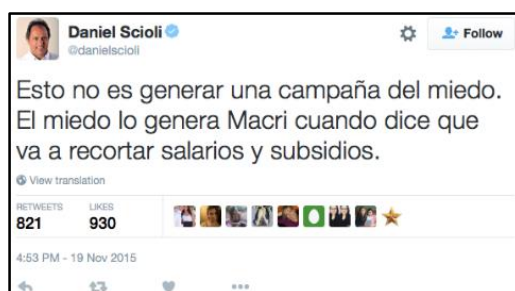 Daniel Scioli
@danielscioli
Follow
Esto no es generar una campaña del miedo.
El miedo lo genera Macri cuando dice que
va a recortar salarios y subsidios.
View translation
RETWEETS LIKES
821 930
4:53 PM - 19 Nov 2015